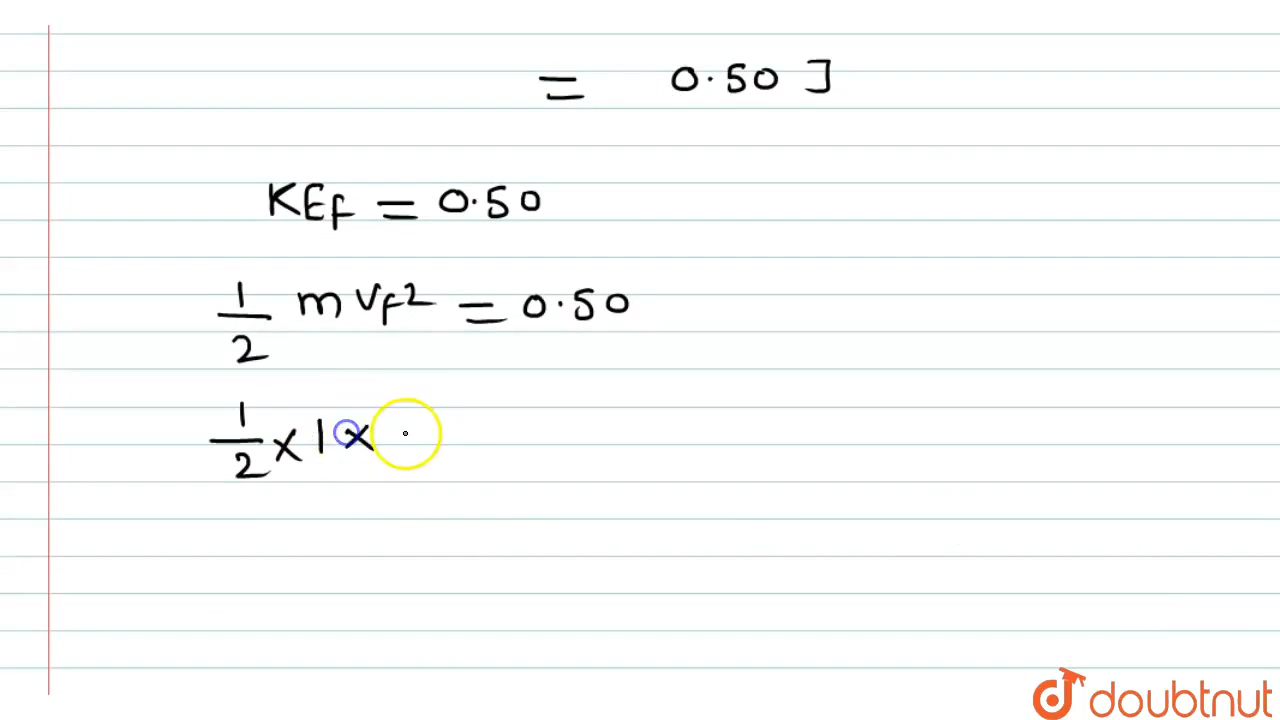 = 0.50 J
KEf = 0.50
1/2 m vf2 = 0.50
1/2 × 1 ×
doubtnut